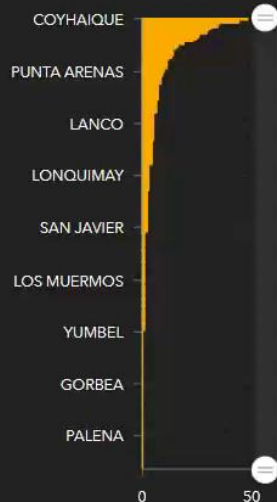 COYHAIQUE
PUNTA ARENAS
LANCO
LONQUIMAY
SAN JAVIER
LOS MUERMOS
YUMBEL
GORBEA
PALENA
0 50